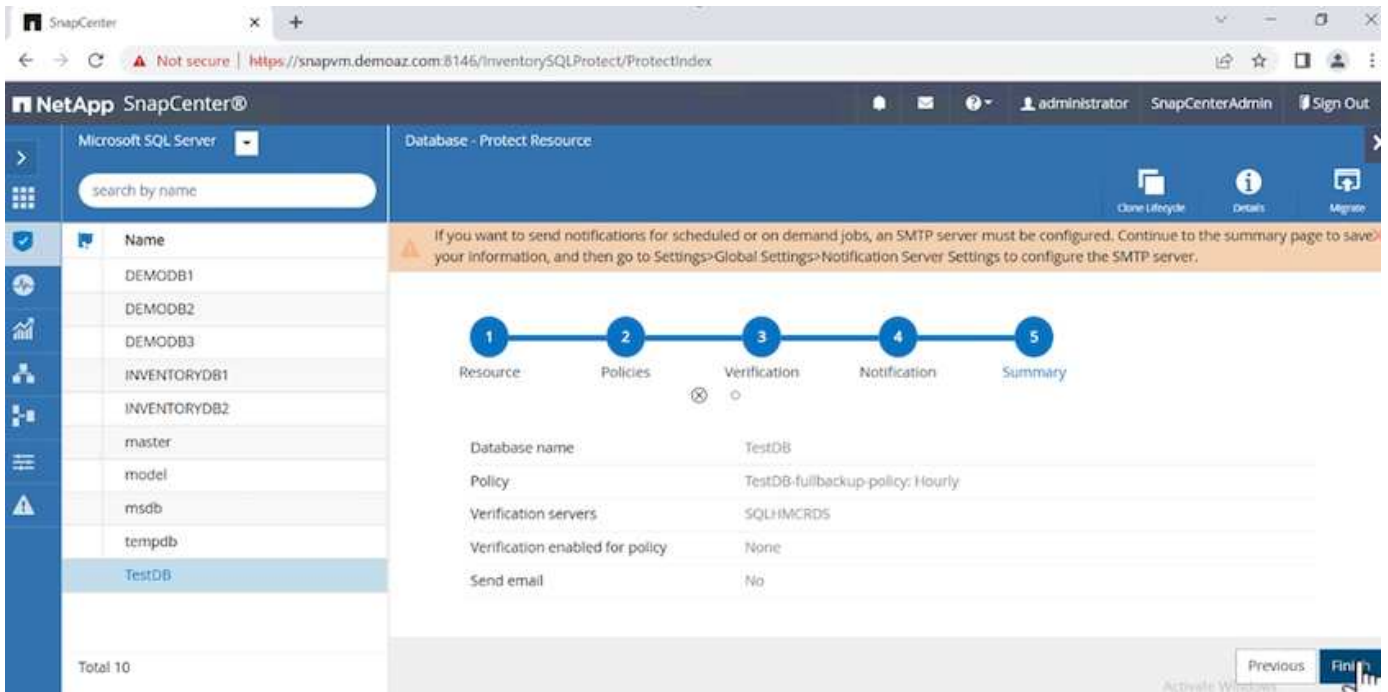 SnapCenter
Not secure | https://snapvm.demoaz.com:8146/InventorySQLProtect/ProtectIndex
NetApp SnapCenter®
administrator SnapCenterAdmin Sign Out
Microsoft SQL Server
search by name
Name
DEMODB1
DEMODB2
DEMODB3
INVENTORYDB1
INVENTORYDB2
master
model
msdb
tempdb
TestDB
Total 10
Database - Protect Resource
Clone Lifecycle
Details
Migrate
If you want to send notifications for scheduled or on demand jobs, an SMTP server must be configured. Continue to the summary page to save
your information, and then go to Settings>Global Settings>Notification Server Settings to configure the SMTP server.
1 2 3 4 5
Resource Policies Verification Notification Summary
Database name TestDB
Policy TestDB-fullbackup-policy: Hourly
Verification servers SQLHMCRDS
Verification enabled for policy None
Send email No
Previous
Activate Windows